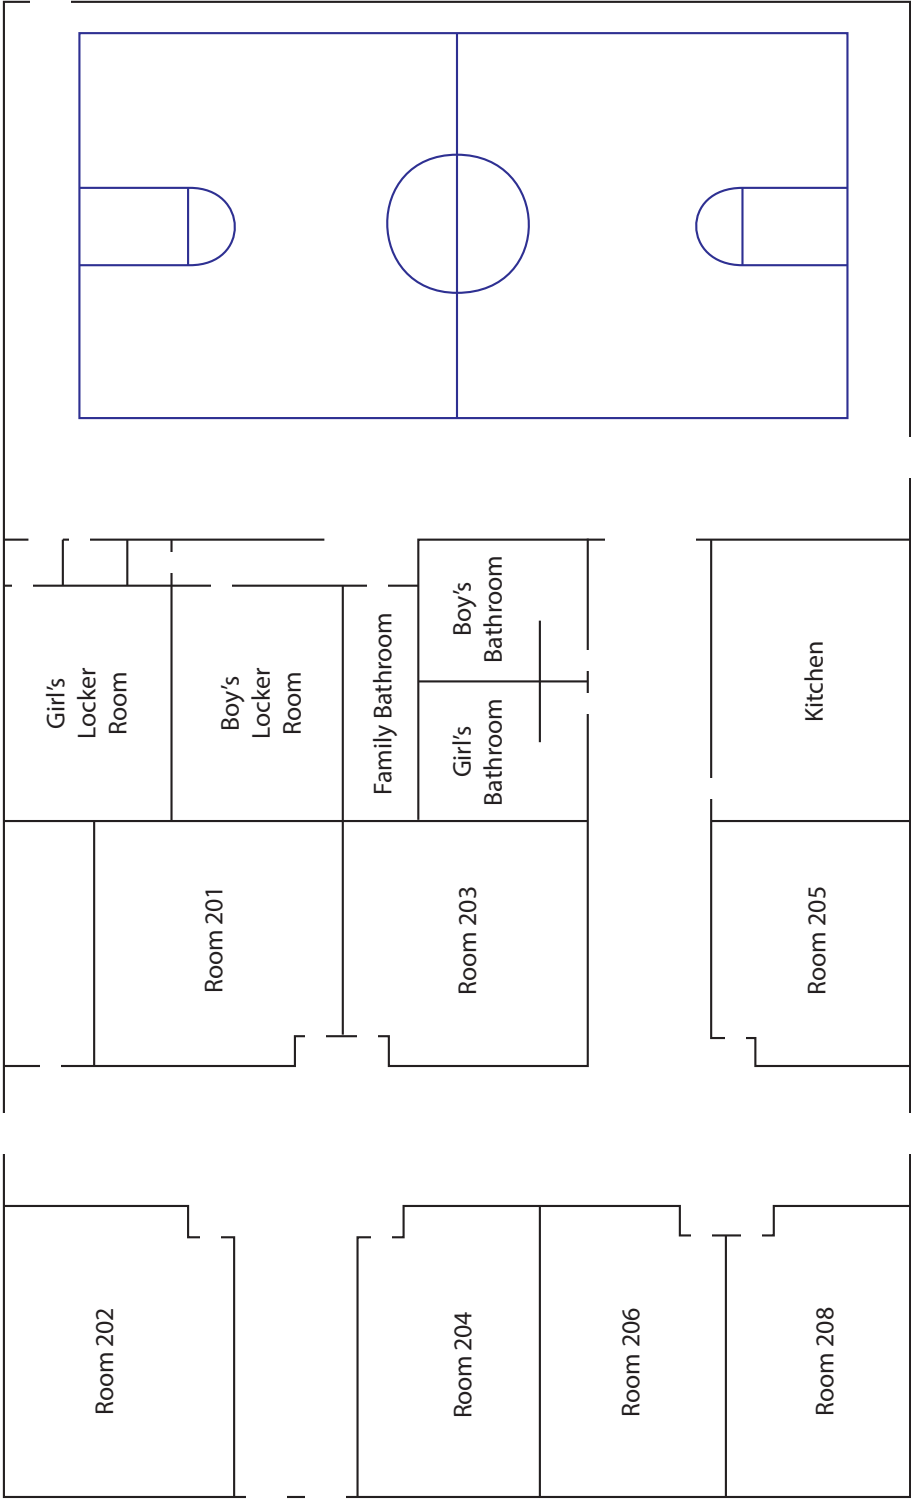 Girl's
Locker
Room
Boy's
Locker
Room
Family Bathroom
Boy's
Bathroom
Girl's
Bathroom
Kitchen
Room 201
Room 203
Room 205
Room 202
Room 204
Room 206
Room 208